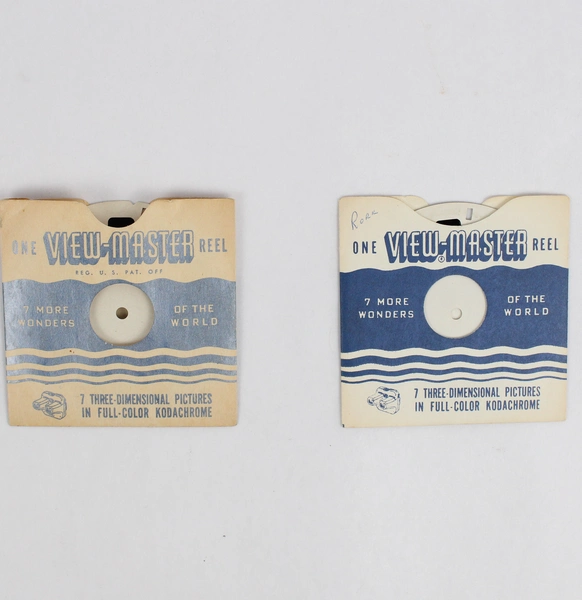 ONE VIEW-MASTER REEL
REG. U. S. PAT. OFF
7 MORE
WONDERS
OF THE
WORLD
7 THREE-DIMENSIONAL PICTURES
IN FULL-COLOR KODACHROME
Rora
ONE VIEW-MASTER® REEL
7 MORE
WONDERS
OF THE
WORLD
7 THREE-DIMENSIONAL PICTURES
IN FULL-COLOR KODACHROME